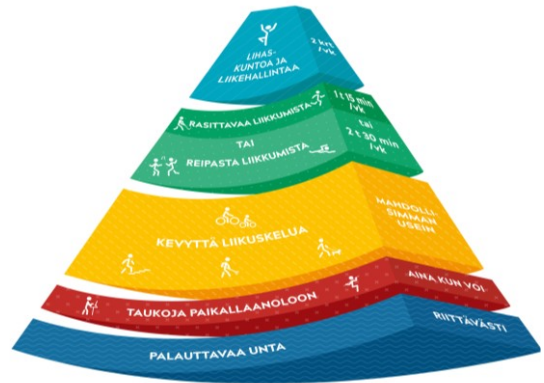 LIHAS-
KUNTOA JA
LIIKEHALLINTAA
2 krt
/vk
RASITTAVAA LIIKKUMISTA
1 t 15 min
/vk
TAI
tai
REIPASTA LIIKKUMISTA
2 t 30 min
/vk
KEVYTTÄ LIIKUSKELUA
MAHDOLLI-
SIMMAN
USEIN
TAUKOJA PAIKALLAANOLOON
AINA KUN VOI
PALAUTTAVAA UNTA
RIITTÄVÄSTI